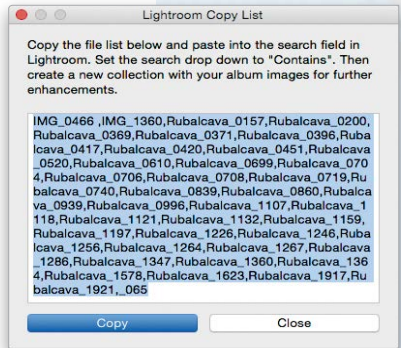 Lightroom Copy List
Copy the file list below and paste into the search field in
Lightroom. Set the search drop down to "Contains". Then
create a new collection with your album images for further
enhancements.
IMG_0466 ,IMG_1360,Rubalcava_0157,Rubalcava_0200,
Rubalcava_0369,Rubalcava_0371,Rubalcava_0396,Ruba
lcava_0417,Rubalcava_0420,Rubalcava_0451,Rubalcava
_0520,Rubalcava_0610,Rubalcava_0699,Rubalcava_070
4,Rubalcava_0706,Rubalcava_0708,Rubalcava_0719,Ru
balcava_0740,Rubalcava_0839,Rubalcava_0860,Rubalca
va_0939,Rubalcava_0996,Rubalcava_1107,Rubalcava_1
118,Rubalcava_1121,Rubalcava_1132,Rubalcava_1159,
Rubalcava_1197,Rubalcava_1226,Rubalcava_1246,Ruba
lcava_1256,Rubalcava_1264,Rubalcava_1267,Rubalcava
_1286,Rubalcava_1347,Rubalcava_1360,Rubalcava_136
4,Rubalcava_1578,Rubalcava_1623,Rubalcava_1917,Ru
balcava_1921,_065
Copy Close